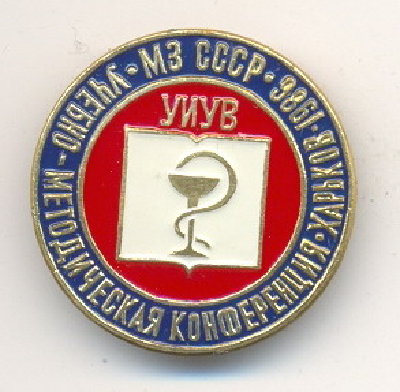 МЗ СССР · 1986 · ХАРЬКОВ · УЧЕБНО - МЕТОДИЧЕСКАЯ КОНФЕРЕНЦИЯ ·
УИУВ